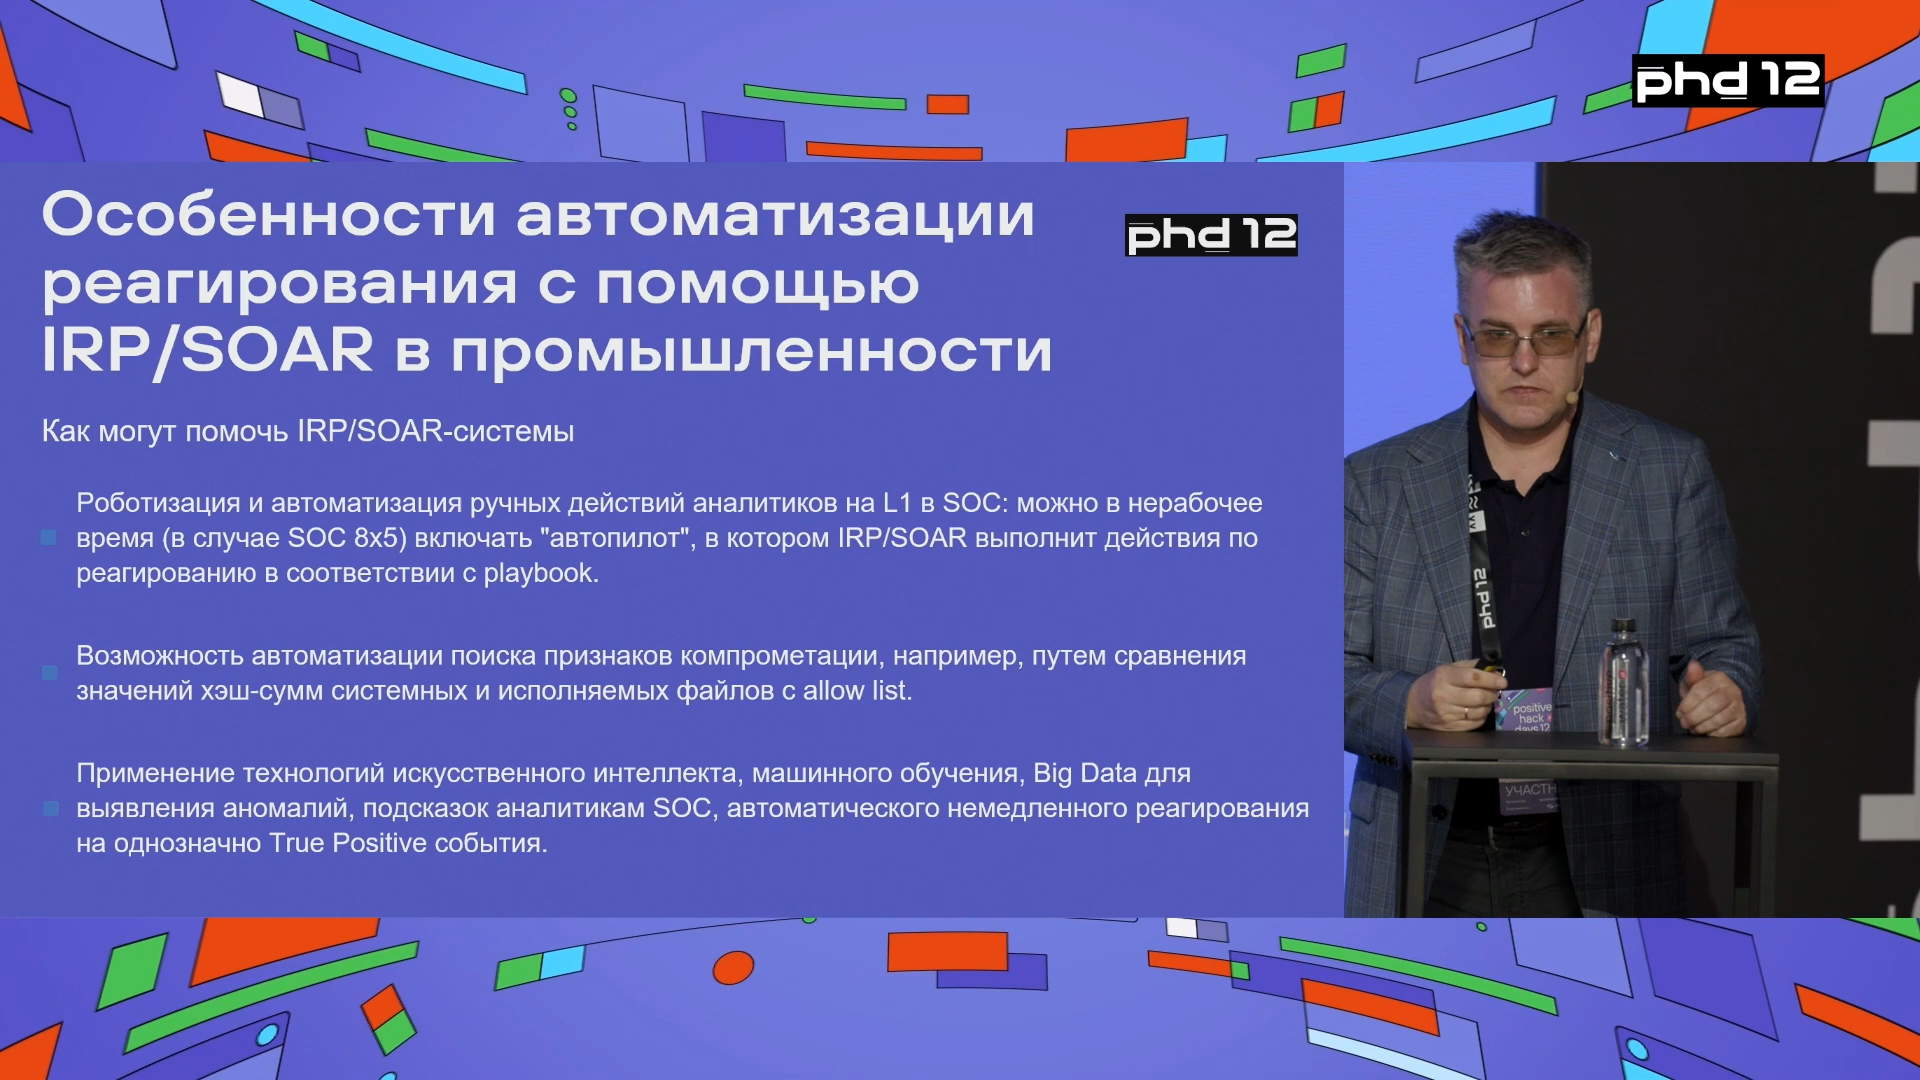 phd 12
Особенности автоматизации
реагирования с помощью
IRP/SOAR в промышленности
phd 12
Как могут помочь IRP/SOAR-системы
Роботизация и автоматизация ручных действий аналитиков на L1 в SOC: можно в нерабочее
время (в случае SOC 8x5) включать "автопилот", в котором IRP/SOAR выполнит действия по
реагированию в соответствии с playbook.
Возможность автоматизации поиска признаков компрометации, например, путем сравнения
значений хэш-сумм системных и исполняемых файлов с allow list.
Применение технологий искусственного интеллекта, машинного обучения, Big Data для
выявления аномалий, подсказок аналитикам SOC, автоматического немедленного реагирования
на однозначно True Positive события.
phd 12
positive
hack
days 12
УЧАСТН